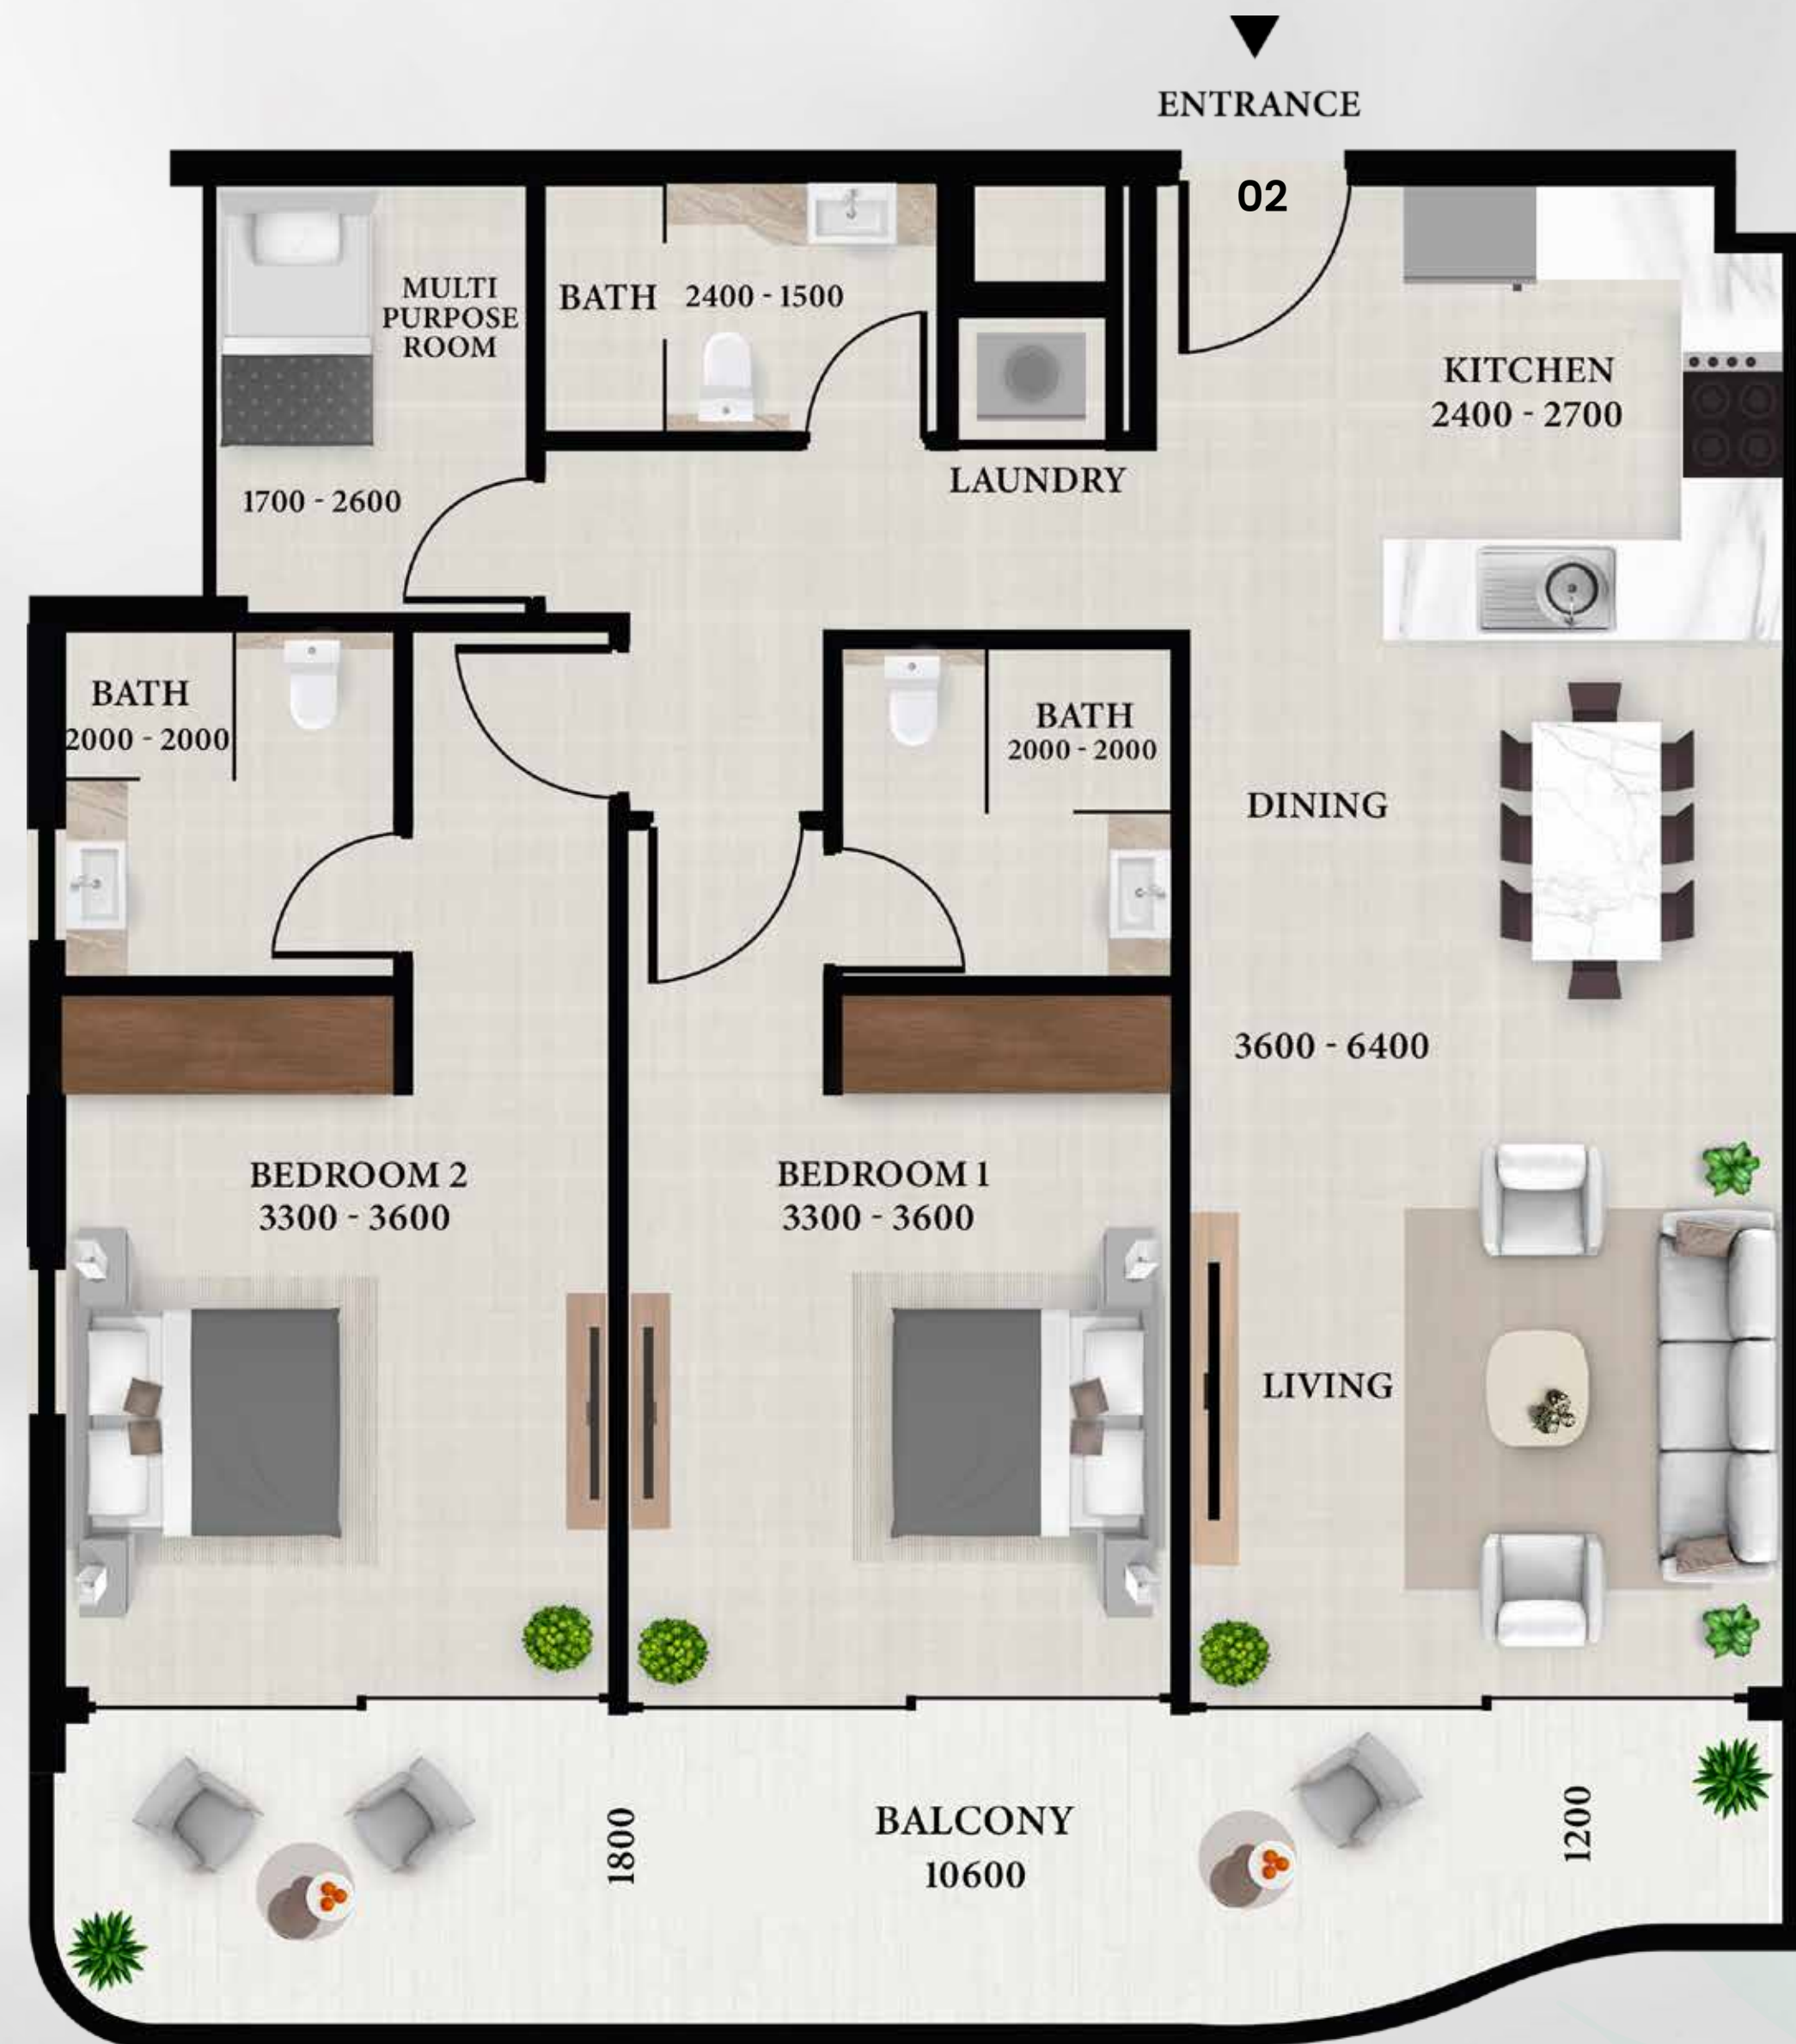 ENTRANCE
02
MULTI
PURPOSE
ROOM
1700 - 2600
BATH 2400 - 1500
LAUNDRY
KITCHEN
2400 - 2700
BATH
2000 - 2000
BATH
2000 - 2000
DINING
3600 - 6400
BEDROOM 2
3300 - 3600
BEDROOM 1
3300 - 3600
LIVING
1800
BALCONY
10600
1200